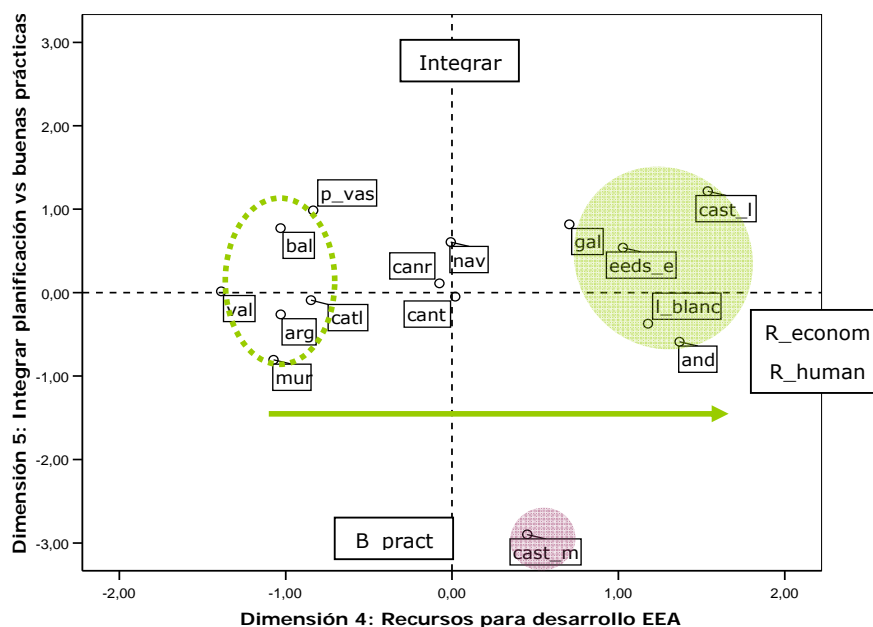 Dimensión 5: Integrar planificación vs buenas prácticas
3,00
2,00
1,00
0,00
-1,00
-2,00
-3,00
Integrar
p_vas
bal
val
arg
catl
mur
canr
nav
cant
gal
cast_l
eeds_e
l_blanc
and
R_econom
R_human
B_pract
cast_m
-2,00
-1,00
0,00
1,00
2,00
Dimensión 4: Recursos para desarrollo EEA